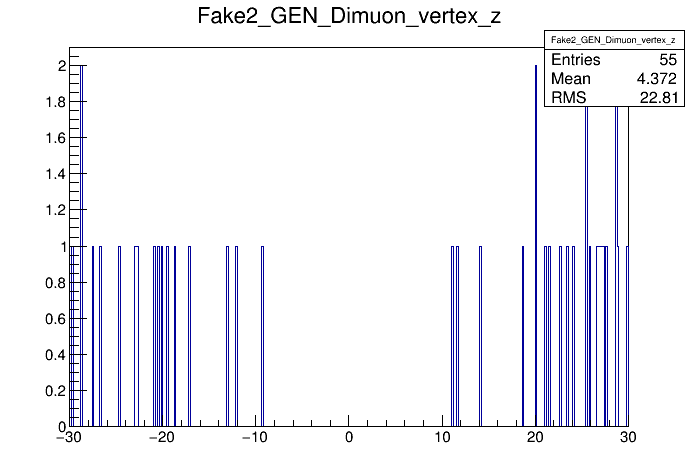 Fake2_GEN_Dimuon_vertex_z
Fake2_GEN_Dimuon_vertex_z
Entries 55
Mean 4.372
RMS 22.81
2
1.8
1.6
1.4
1.2
1
0.8
0.6
0.4
0.2
0
−30 −20 −10 0 10 20 30